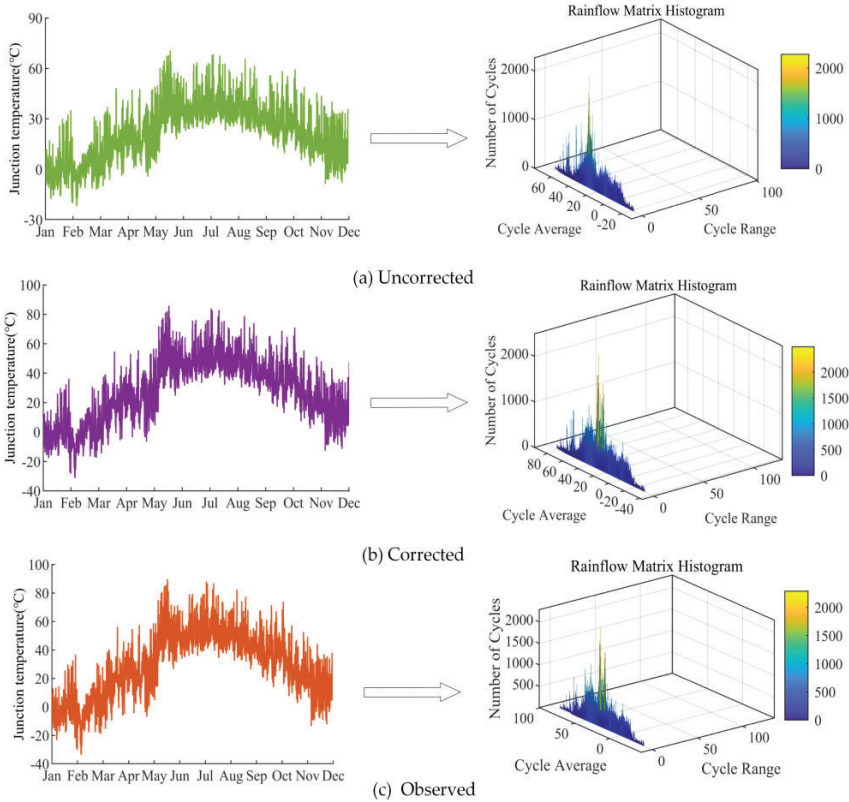 Rainflow Matrix Histogram
90
60
30
0
-30
Junction temperature(℃)
Jan Feb Mar Apr May Jun Jul Aug Sep Oct Nov Dec
2000
1000
0
Number of Cycles
60 40 20 0 -20
Cycle Average
0 50 100
Cycle Range
2000
1000
0
(a) Uncorrected
Rainflow Matrix Histogram
100
80
60
40
20
0
-20
-40
Junction temperature(℃)
Jan Feb Mar Apr May Jun Jul Aug Sep Oct Nov Dec
2000
1000
0
Number of Cycles
80 60 40 20 0 -20 -40
Cycle Average
0 50 100
Cycle Range
2000
1500
1000
500
0
(b) Corrected
Rainflow Matrix Histogram
100
80
60
40
20
0
-20
-40
Junction temperature(℃)
Jan Feb Mar Apr May Jun Jul Aug Sep Oct Nov Dec
2000
1500
1000
500
Number of Cycles
100 50 0
Cycle Average
0 50 100
Cycle Range
2000
1500
1000
500
0
(c) Observed